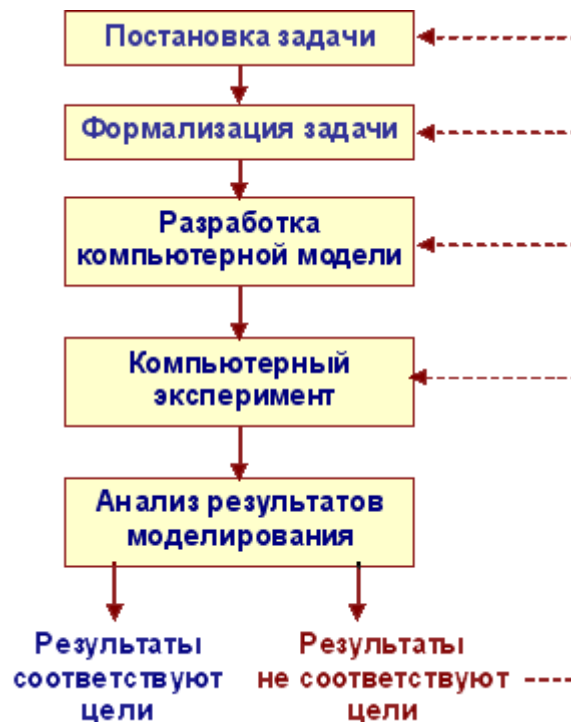 Постановка задачи
Формализация задачи
Разработка
компьютерной модели
Компьютерный
эксперимент
Анализ результатов
моделирования
Результаты
соответствуют
цели
Результаты
не соответствуют
цели